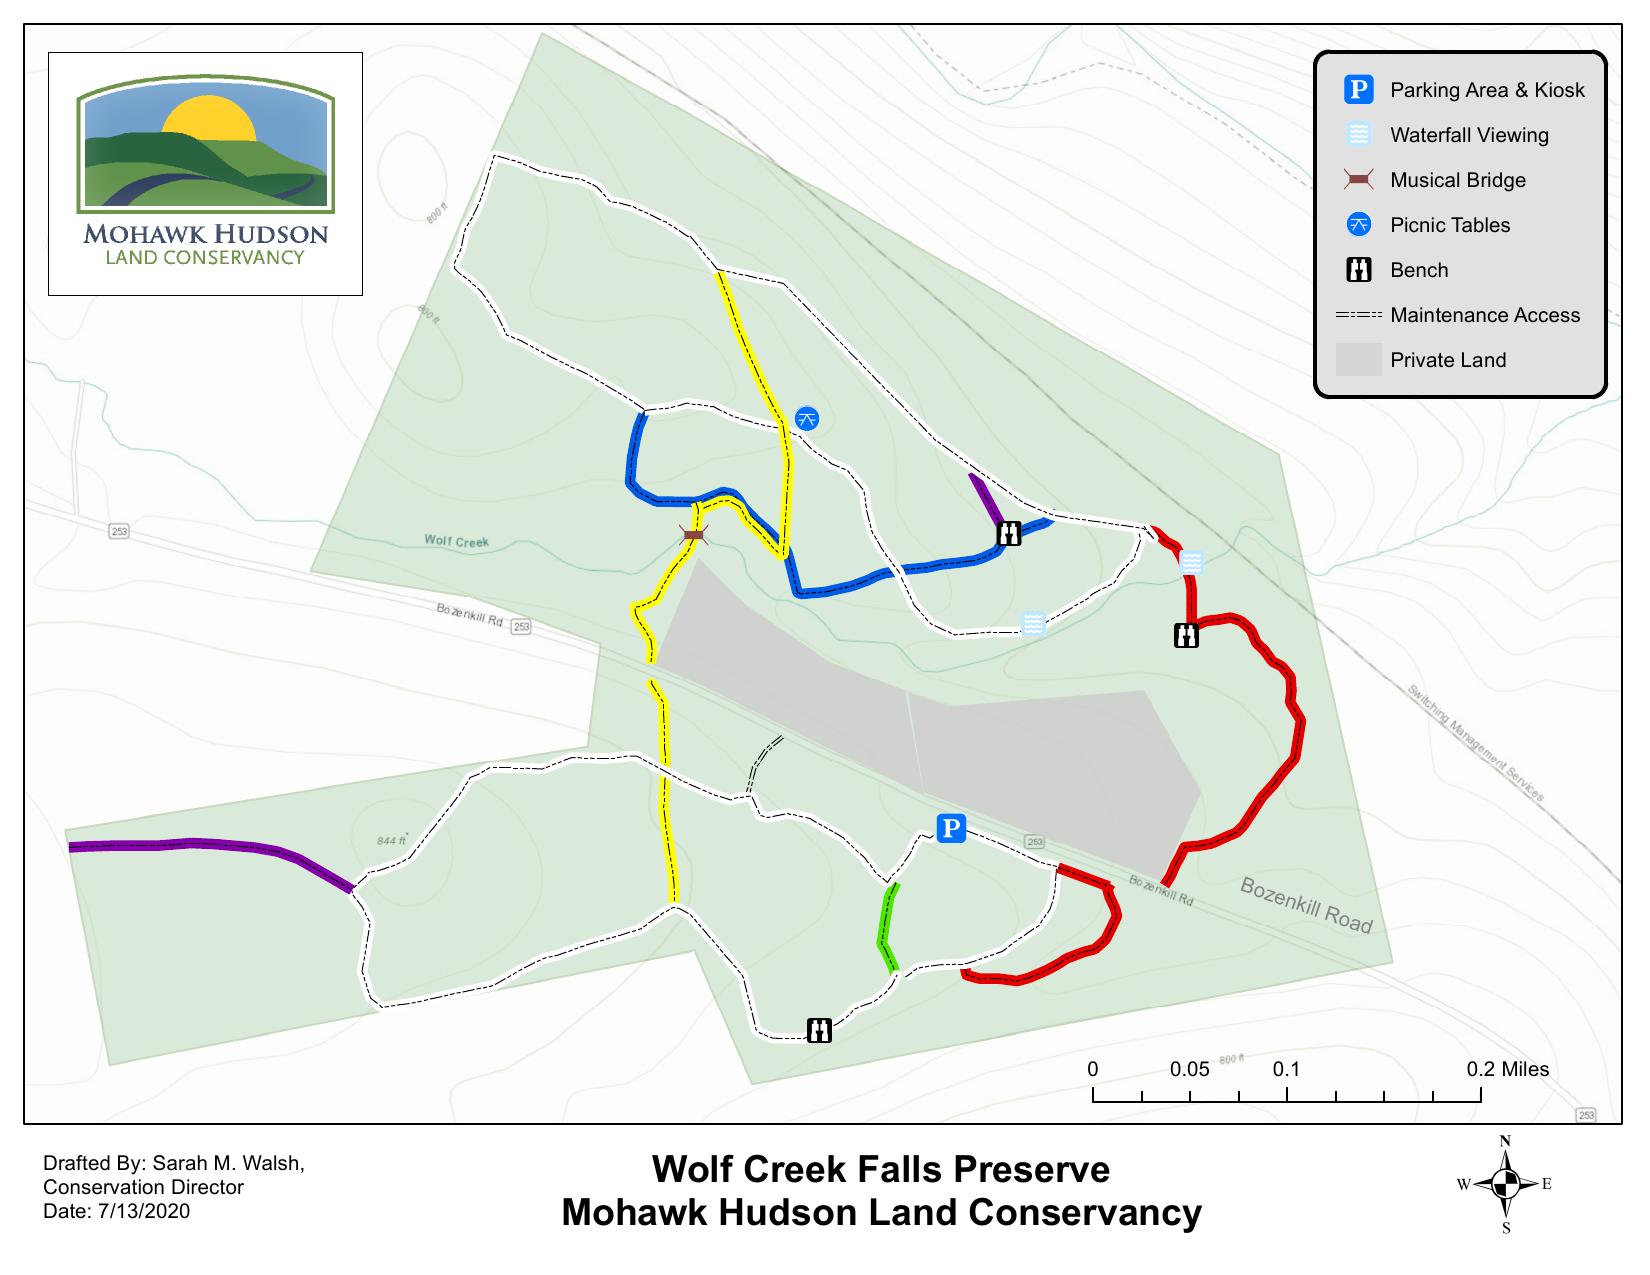 MOHAWK HUDSON
LAND CONSERVANCY
P Parking Area & Kiosk
Waterfall Viewing
Musical Bridge
Picnic Tables
Bench
Maintenance Access
Private Land
800 ft
800 ft
253
Wolf Creek
Bozenkill Rd
253
Switching Management Services
844 ft
P
253
Bozenkill Rd
Bozenkill Road
800 ft
0 0.05 0.1 0.2 Miles
253
Drafted By: Sarah M. Walsh,
Conservation Director
Date: 7/13/2020
Wolf Creek Falls Preserve
Mohawk Hudson Land Conservancy
N
W E
S